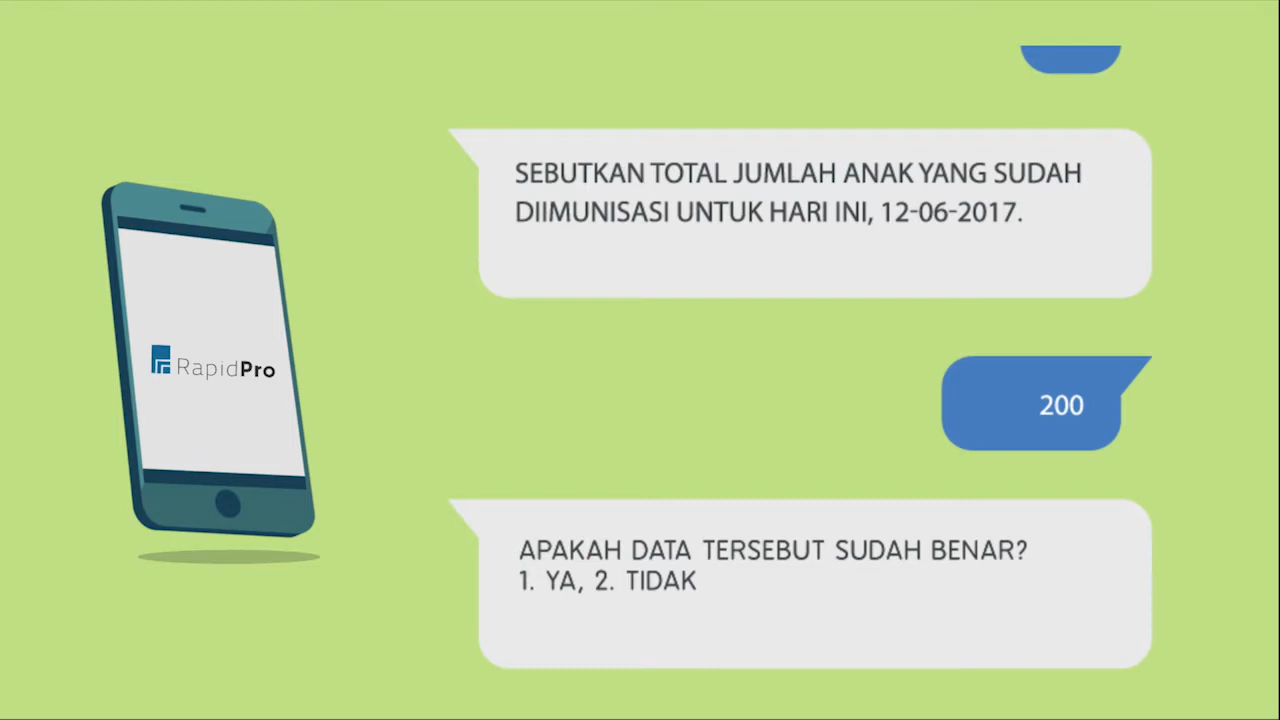 SEBUTKAN TOTAL JUMLAH ANAK YANG SUDAH
DIIMUNISASI UNTUK HARI INI, 12-06-2017.
RapidPro
200
APAKAH DATA TERSEBUT SUDAH BENAR?
1. YA, 2. TIDAK